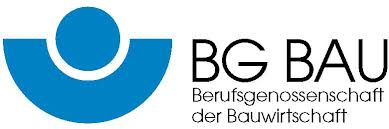 BG BAU
Berufsgenossenschaft
der Bauwirtschaft